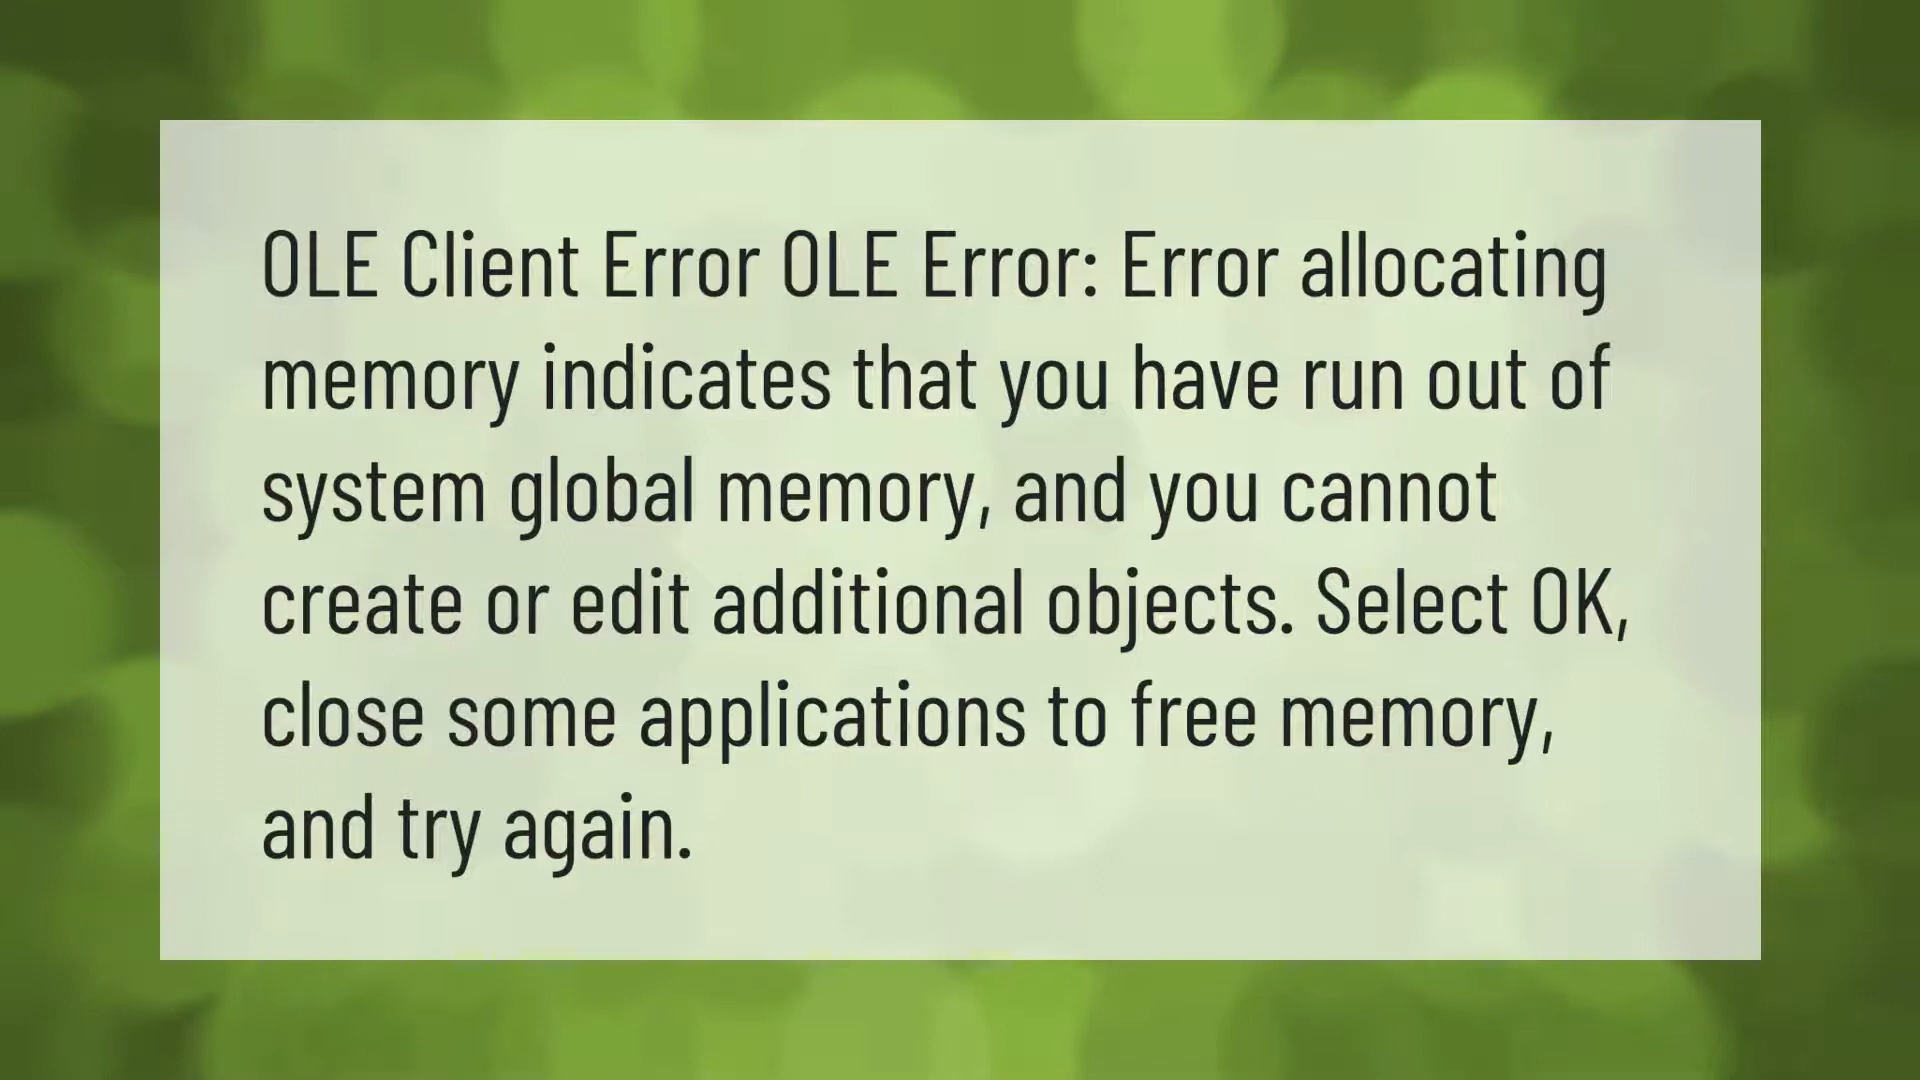 OLE Client Error OLE Error: Error allocating
memory indicates that you have run out of
system global memory, and you cannot
create or edit additional objects. Select OK,
close some applications to free memory,
and try again.